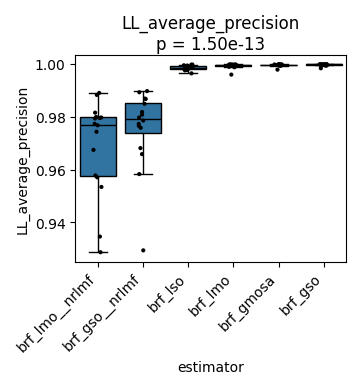 LL_average_precision
p = 1.50e-13
LL_average_precision
1.00
0.98
0.96
0.94
brf_lmo__nrlmf
brf_gso__nrlmf
brf_lso
brf_lmo
brf_gmosa
brf_gso
estimator